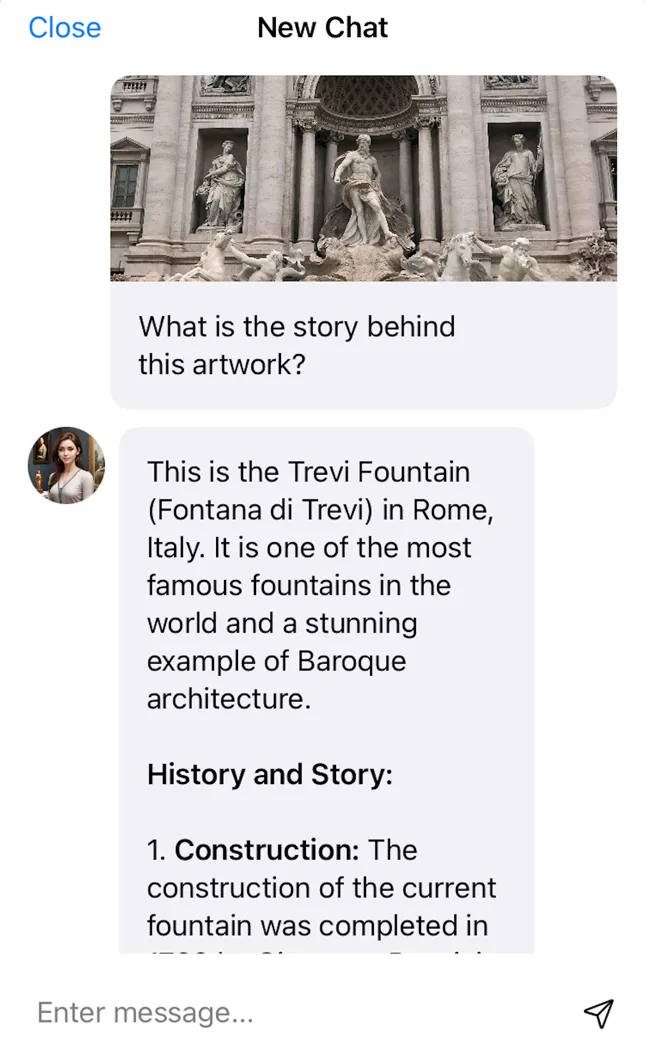 Close
New Chat
What is the story behind
this artwork?
This is the Trevi Fountain
(Fontana di Trevi) in Rome,
Italy. It is one of the most
famous fountains in the
world and a stunning
example of Baroque
architecture.
History and Story:
1. Construction: The
construction of the current
fountain was completed in
Enter message...